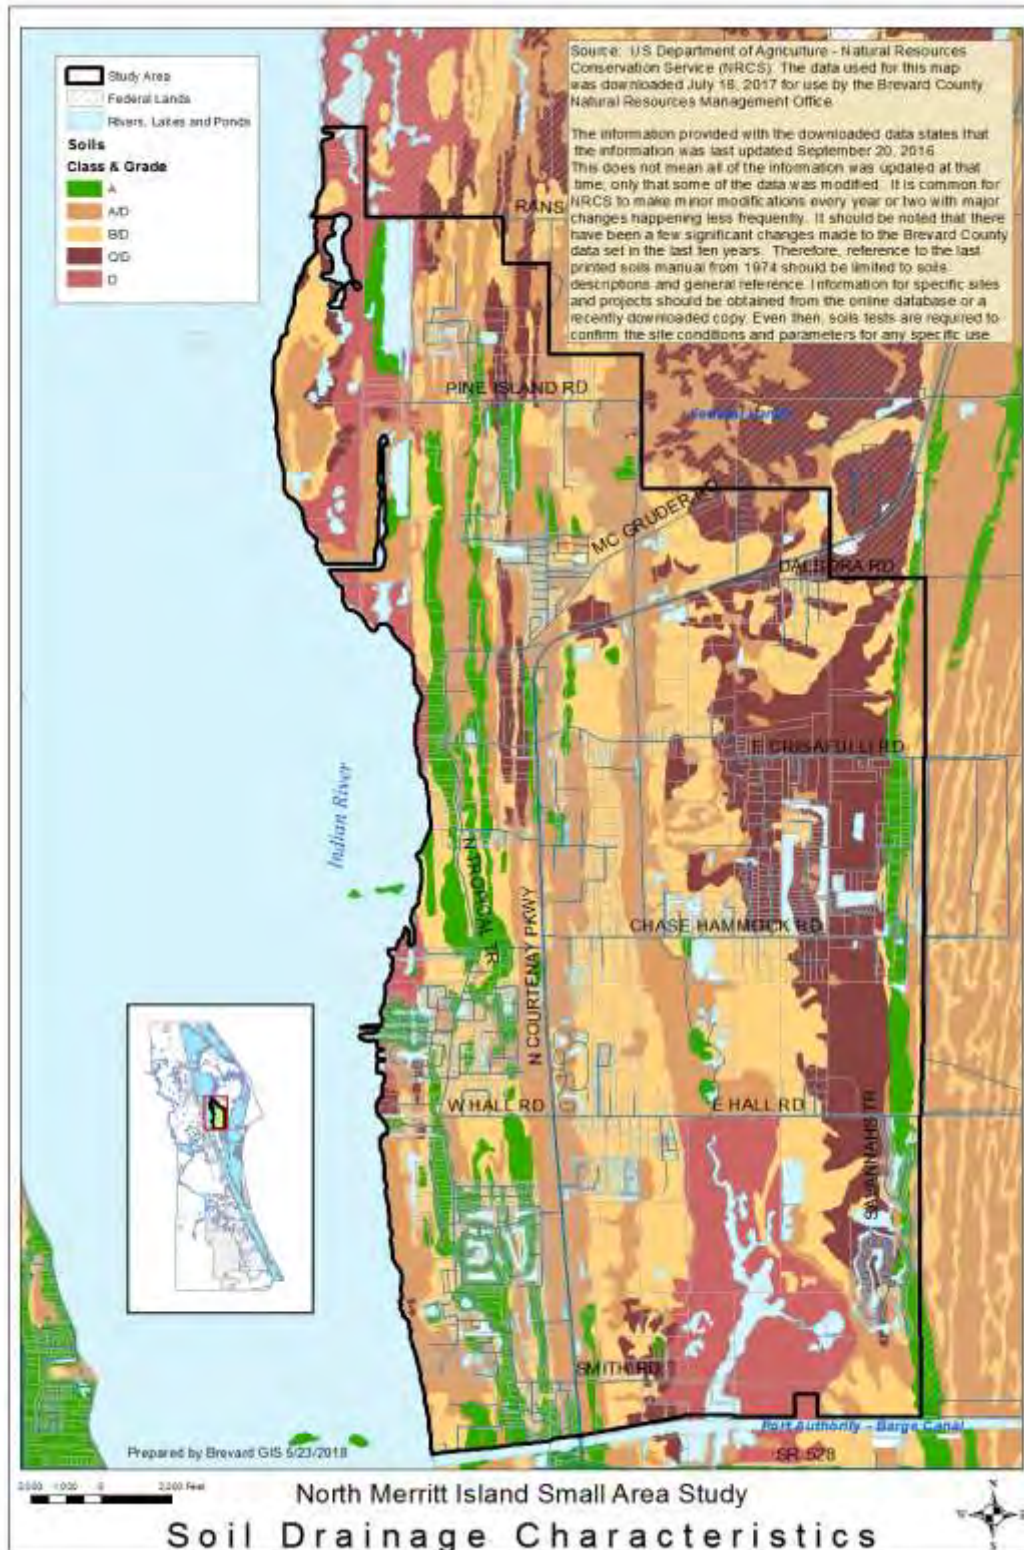 Study Area
Federal Lands
Rivers, Lakes and Ponds
Soils
Class & Grade
A
A/D
B/D
C/D
D
Source: US Department of Agriculture - Natural Resources
Conservation Service (NRCS). The data used for this map
was downloaded July 18, 2017 for use by the Brevard County
Natural Resources Management Office.
The information provided with the downloaded data states that
the information was last updated September 20, 2016.
This does not mean all of the information was updated at that
time, only that some of the data was modified. It is common for
NRCS to make minor modifications every year or two with major
changes happening less frequently. It should be noted that there
have been a few significant changes made to the Brevard County
data set in the last ten years. Therefore, reference to the last
printed soils manual from 1974 should be limited to soils
descriptions and general reference. Information for specific sites
and projects should be obtained from the online database or a
recently downloaded copy. Even then, soils tests are required to
confirm the site conditions and parameters for any specific use
RANS
PINE ISLAND RD
Federal Lands
MC GRUDER RD
E CRISAFULLI RD
Indian River
N TROPICAL TR
N COURTENAY PKWY
CHASE HAMMOCK RD
W HALL RD
E HALL RD
SAVANNAHS TR
SMITH RD
Port Authority - Barge Canal
SR 528
Prepared by Brevard GIS 5/23/2018
2,000 1,000 0 2,000 Feet
North Merritt Island Small Area Study
Soil Drainage Characteristics
N
W
E
S